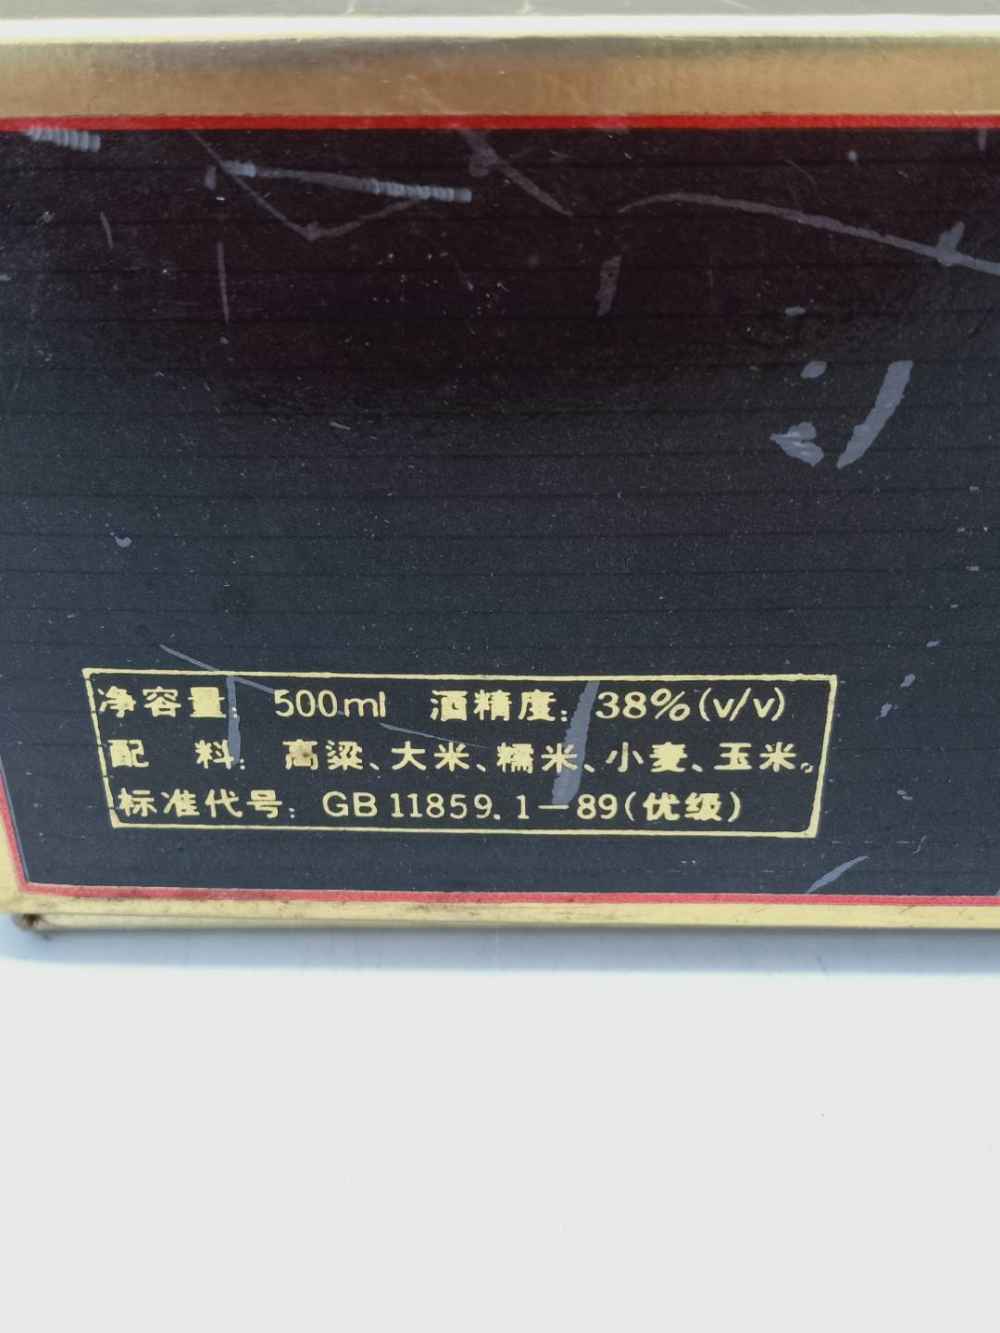 净容量: 500ml 酒精度: 38%(v/v)
配 料: 高粱、大米、糯米、小麦、玉米。
标准代号: GB 11859.1—89(优级)